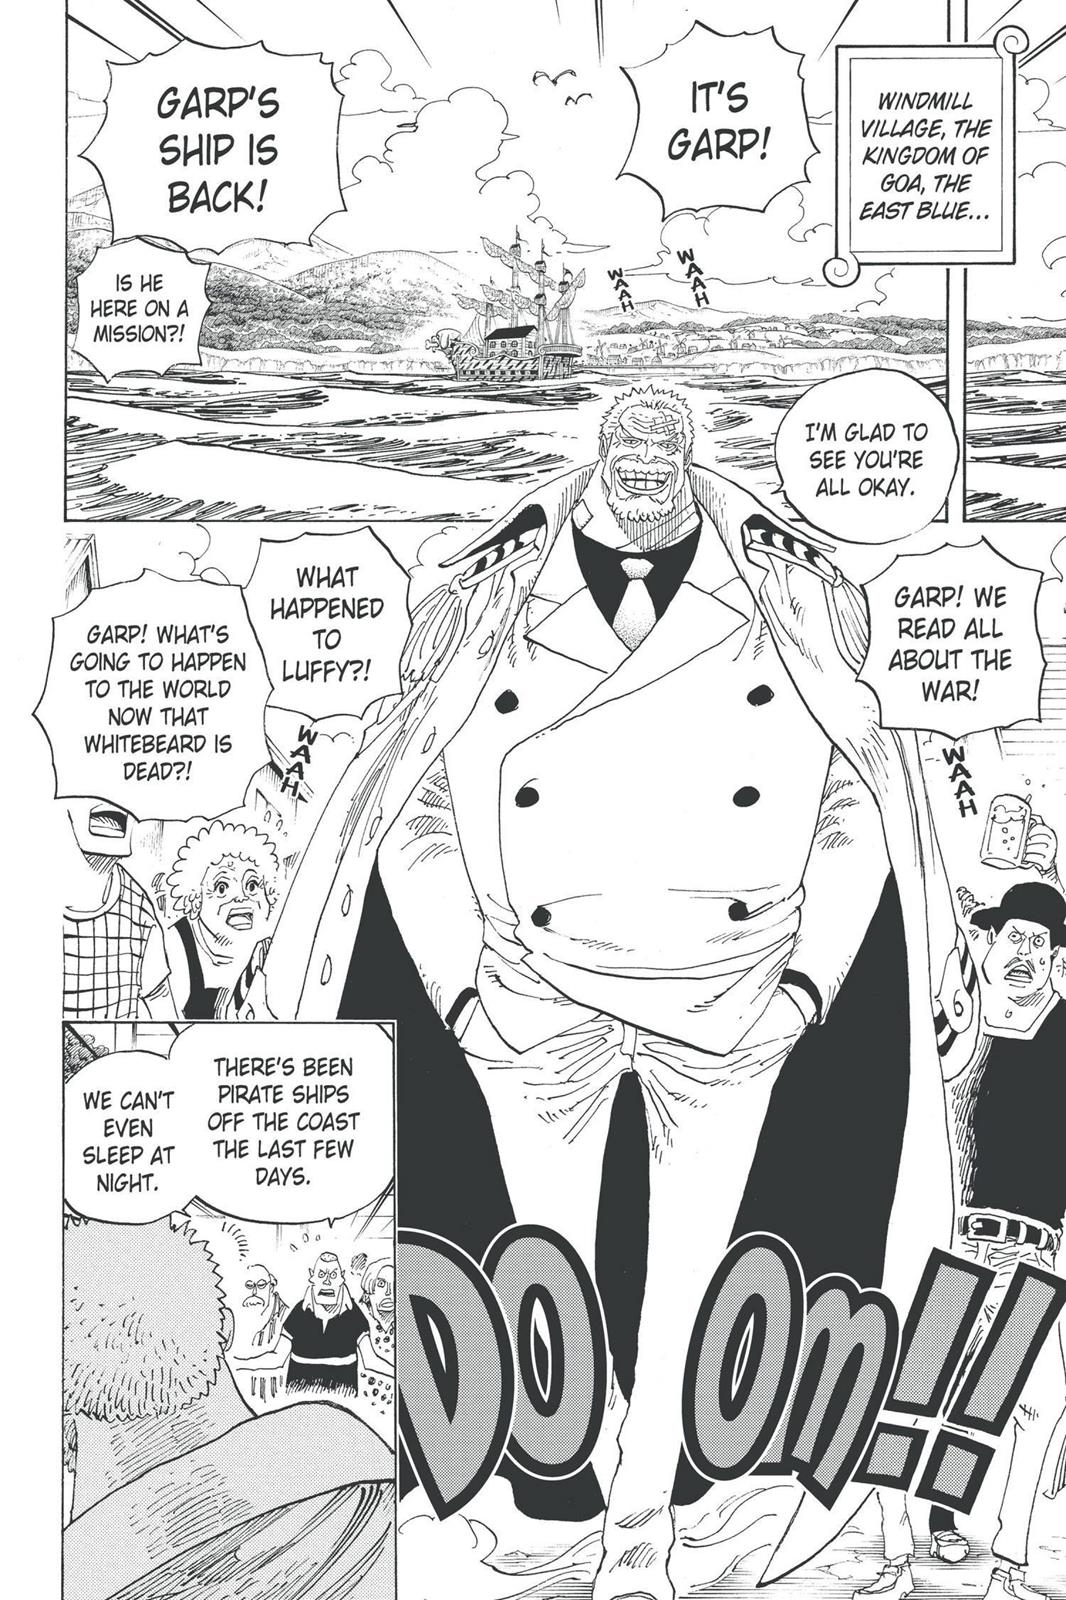 WINDMILL
VILLAGE, THE
KINGDOM OF
GOA, THE
EAST BLUE...
IT'S
GARP!
GARP'S
SHIP IS
BACK!
IS HE
HERE ON A
MISSION?!
WAAH
WAAH
I'M GLAD TO
SEE YOU'RE
ALL OKAY.
GARP! WE
READ ALL
ABOUT THE
WAR!
WHAT
HAPPENED
TO
LUFFY?!
GARP! WHAT'S
GOING TO HAPPEN
TO THE WORLD
NOW THAT
WHITEBEARD IS
DEAD?!
WAAH
WAAH
DOOM!!
THERE'S BEEN
PIRATE SHIPS
OFF THE COAST
THE LAST FEW
DAYS.
WE CAN'T
EVEN
SLEEP AT
NIGHT.